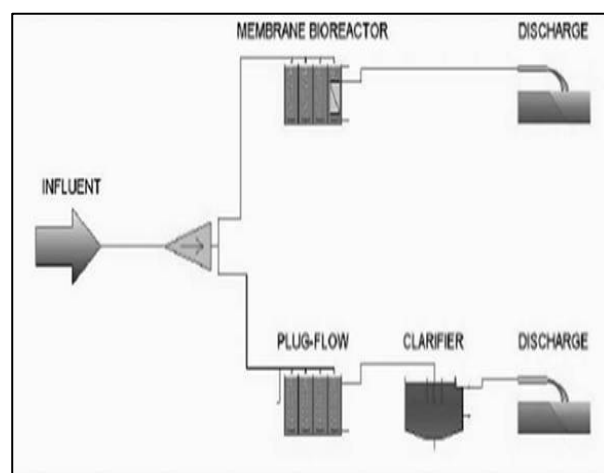 MEMBRANE BIOREACTOR
DISCHARGE
INFLUENT
PLUG-FLOW
CLARIFIER
DISCHARGE